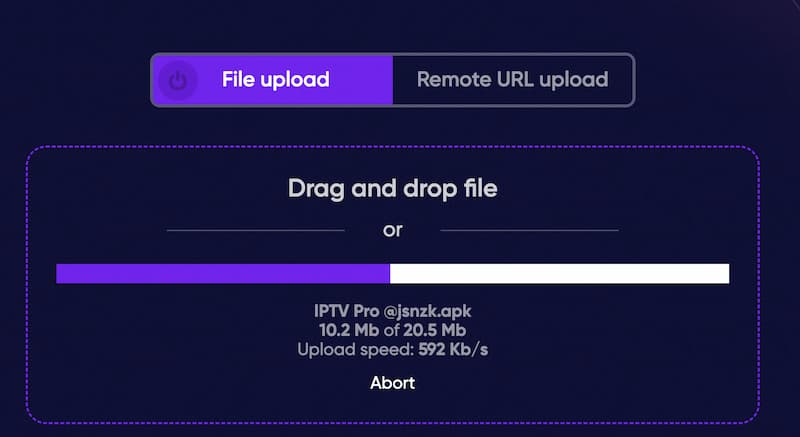 File upload
Remote URL upload
Drag and drop file
or
IPTV Pro @jsnzk.apk
10.2 Mb of 20.5 Mb
Upload speed: 592 Kb/s
Abort